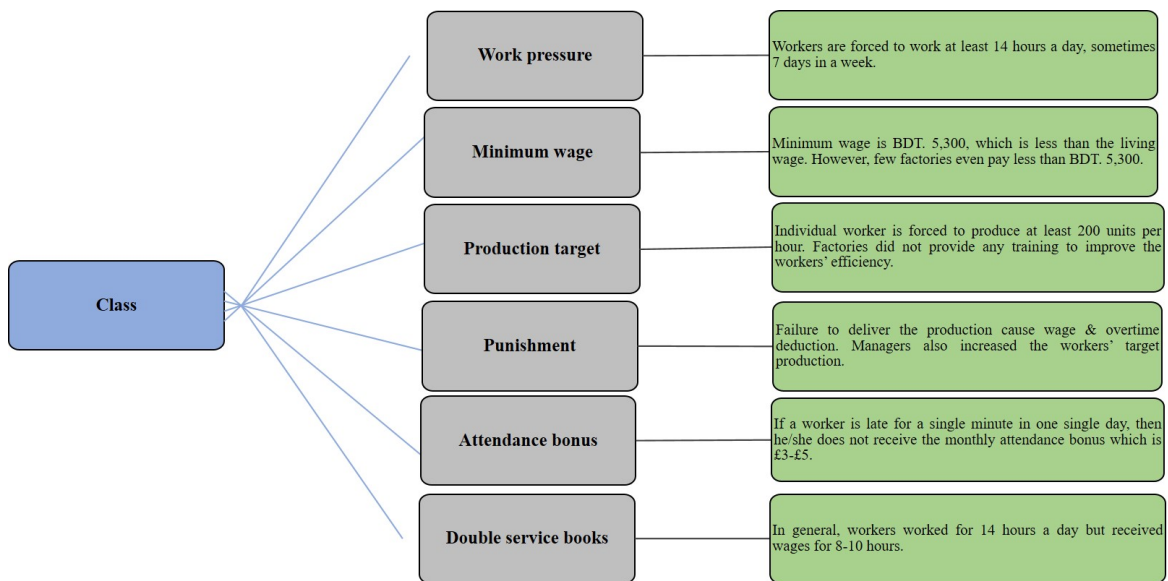 Class
Work pressure
Workers are forced to work at least 14 hours a day, sometimes
7 days in a week.
Minimum wage
Minimum wage is BDT. 5,300, which is less than the living
wage. However, few factories even pay less than BDT. 5,300.
Production target
Individual worker is forced to produce at least 200 units per
hour. Factories did not provide any training to improve the
workers’ efficiency.
Punishment
Failure to deliver the production cause wage & overtime
deduction. Managers also increased the workers’ target
production.
Attendance bonus
If a worker is late for a single minute in one single day, then
he/she does not receive the monthly attendance bonus which is
£3-£5.
Double service books
In general, workers worked for 14 hours a day but received
wages for 8-10 hours.